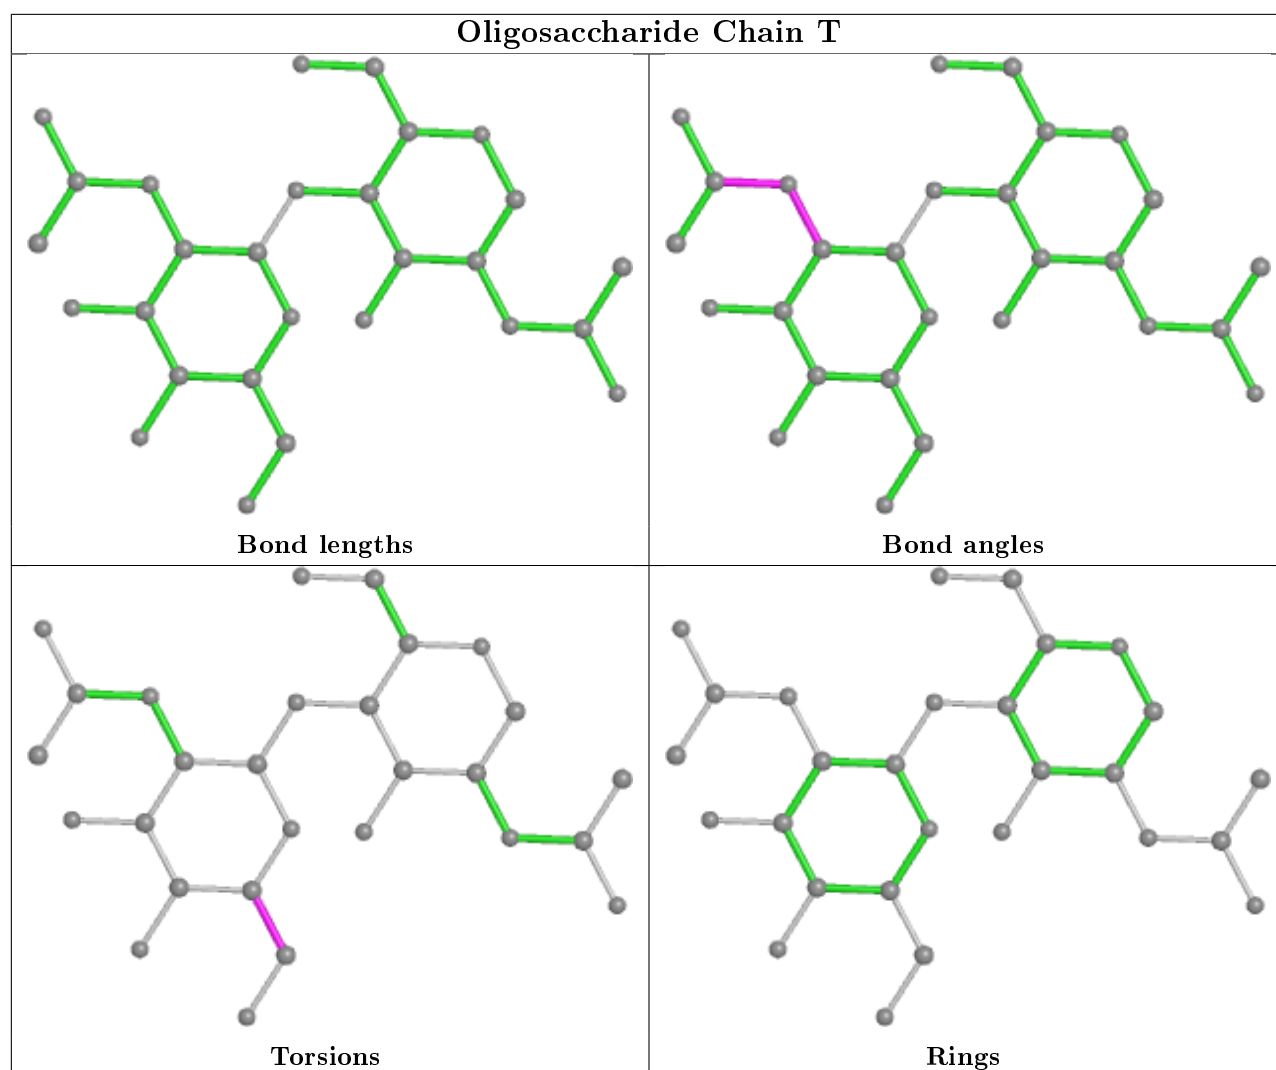 Oligosaccharide Chain T
Bond lengths
Bond angles
Torsions
Rings